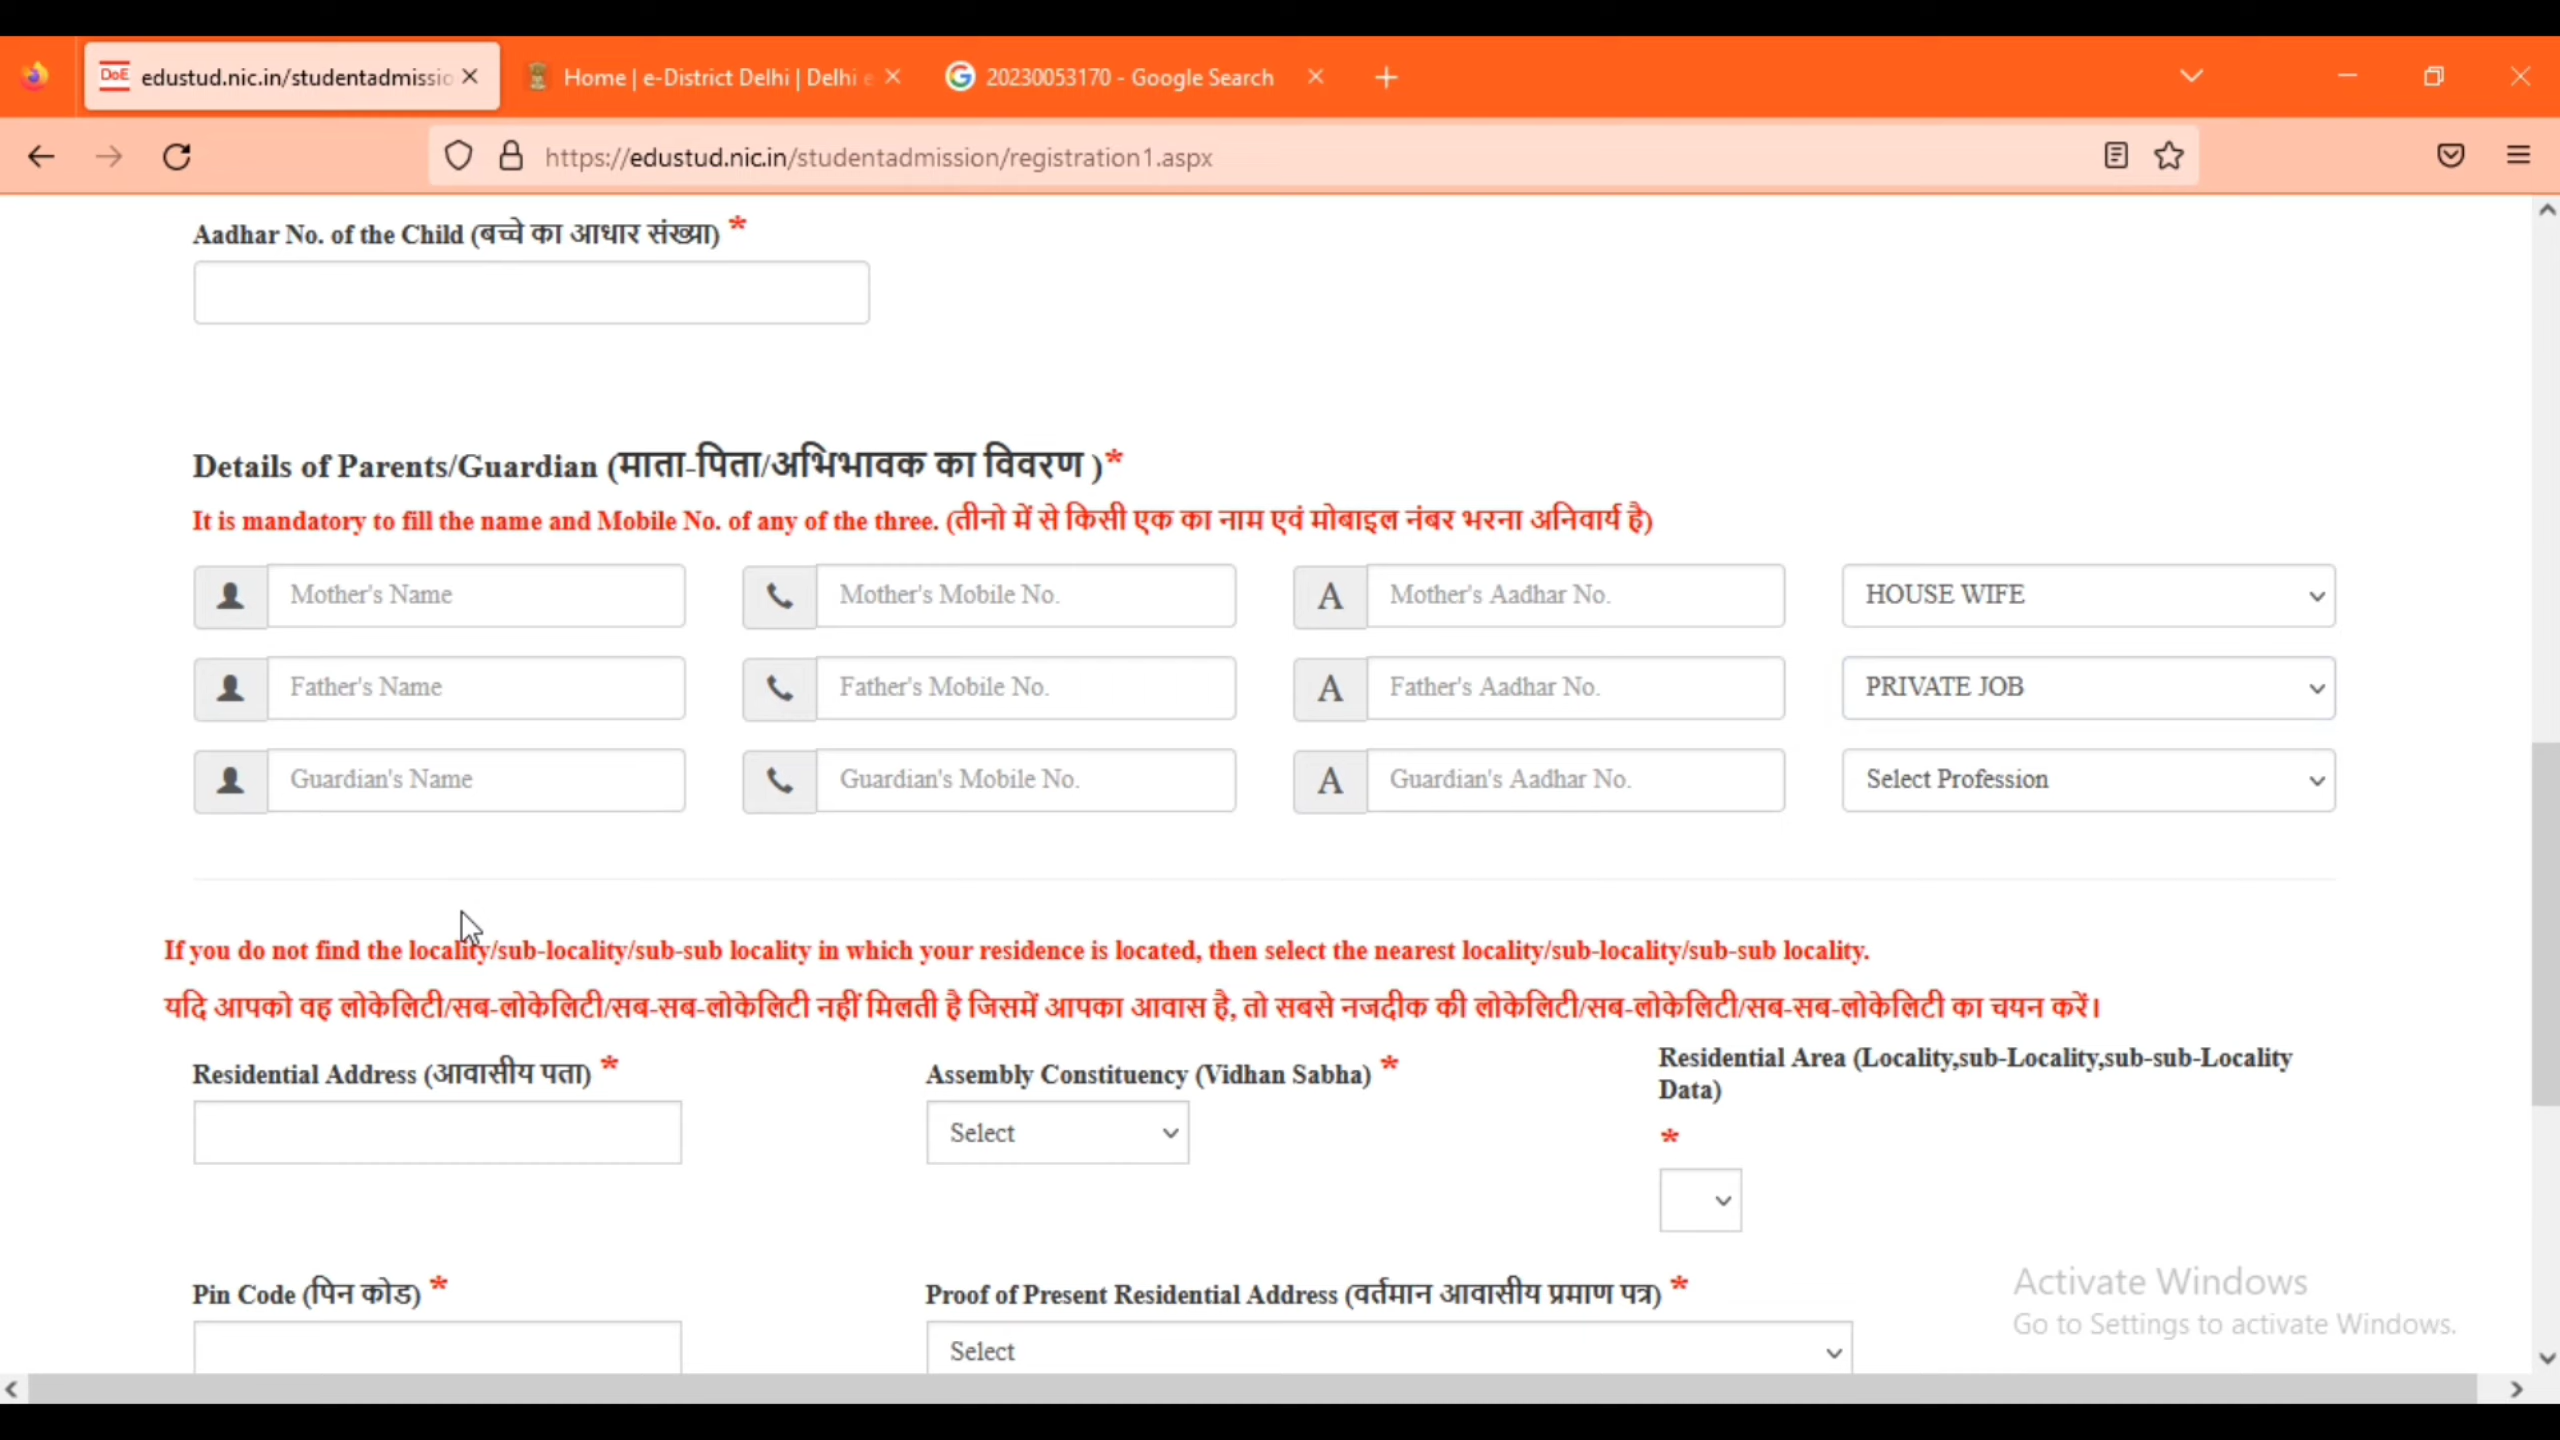 DoE edustud.nic.in/studentadmissio
Home | e-District Delhi | Delhi e
20230053170 - Google Search
https://edustud.nic.in/studentadmission/registration1.aspx
Aadhar No. of the Child (बच्चे का आधार संख्या) *
Details of Parents/Guardian (माता-पिता/अभिभावक का विवरण )*
It is mandatory to fill the name and Mobile No. of any of the three. (तीनो में से किसी एक का नाम एवं मोबाइल नंबर भरना अनिवार्य है)
Mother's Name Mother's Mobile No. A Mother's Aadhar No. HOUSE WIFE
Father's Name Father's Mobile No. A Father's Aadhar No. PRIVATE JOB
Guardian's Name Guardian's Mobile No. A Guardian's Aadhar No. Select Profession
If you do not find the locality/sub-locality/sub-sub locality in which your residence is located, then select the nearest locality/sub-locality/sub-sub locality.
यदि आपको वह लोकेलिटी/सब-लोकेलिटी/सब-सब-लोकेलिटी नहीं मिलती है जिसमें आपका आवास है, तो सबसे नजदीक की लोकेलिटी/सब-लोकेलिटी/सब-सब-लोकेलिटी का चयन करें।
Residential Address (आवासीय पता) *
Assembly Constituency (Vidhan Sabha) *
Select
Residential Area (Locality,sub-Locality,sub-sub-Locality
Data)
*
Pin Code (पिन कोड) *
Proof of Present Residential Address (वर्तमान आवासीय प्रमाण पत्र) *
Select
Activate Windows
Go to Settings to activate Windows.